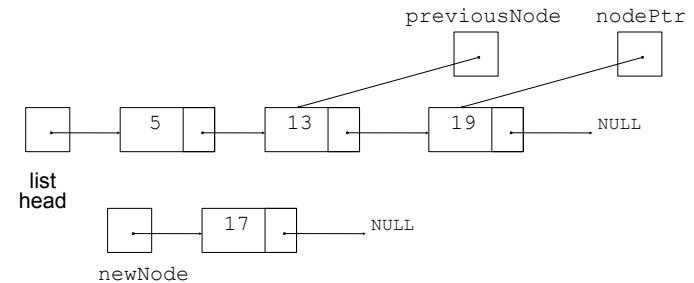 previousNode nodePtr
5 13 19 NULL
list
head
17 NULL
newNode